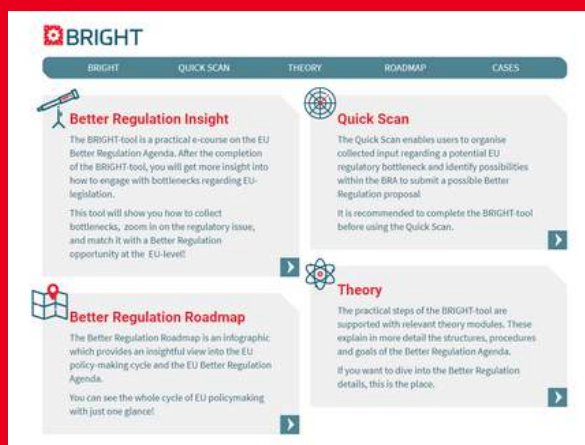 BRIGHT
BRIGHT QUICK SCAN THEORY ROADMAP CASES
Better Regulation Insight
The BRIGHT-tool is a practical e-course on the EU
Better Regulation Agenda. After the completion
of the BRIGHT-tool, you will get more insight into
how to engage with bottlenecks regarding EU-
legislation.
This tool will show you how to collect
bottlenecks, zoom in on the regulatory issue,
and match it with a Better Regulation
opportunity at the EU-level!
Quick Scan
The Quick Scan enables users to organise
collected input regarding a potential EU
regulatory bottleneck and identify possibilities
within the BRA to submit a possible Better
Regulation proposal
It is recommended to complete the BRIGHT-tool
before using the Quick Scan.
Better Regulation Roadmap
The Better Regulation Roadmap is an infographic
which provides an insightful view into the EU
policy-making cycle and the EU Better Regulation
Agenda.
You can see the whole cycle of EU policymaking
with just one glance!
Theory
The practical steps of the BRIGHT-tool are
supported with relevant theory modules. These
explain in more detail the structures, procedures
and goals of the Better Regulation Agenda.
If you want to dive into the Better Regulation
details, this is the place.